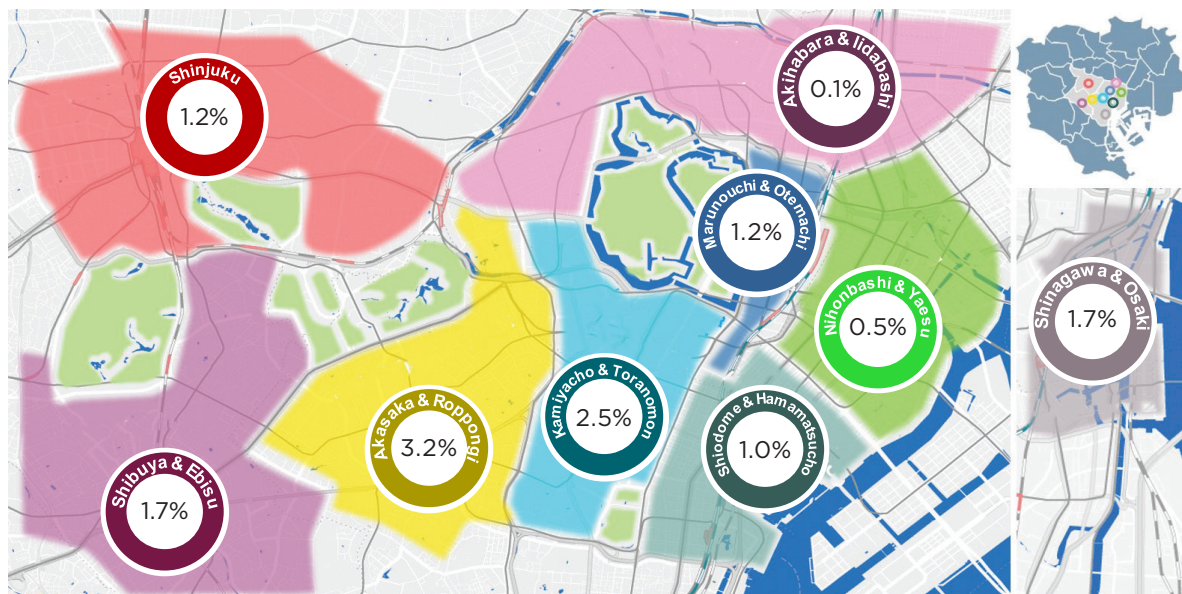 Shinjuku
1.2%
Akihabara & Iidabashi
0.1%
Marunouchi & Otemachi
1.2%
Nihonbashi & Yaesu
0.5%
Shinagawa & Osaki
1.7%
Akasaka & Roppongi
3.2%
Kamiyacho & Toranomon
2.5%
Shiodome & Hamamatsucho
1.0%
Shibuya & Ebisu
1.7%